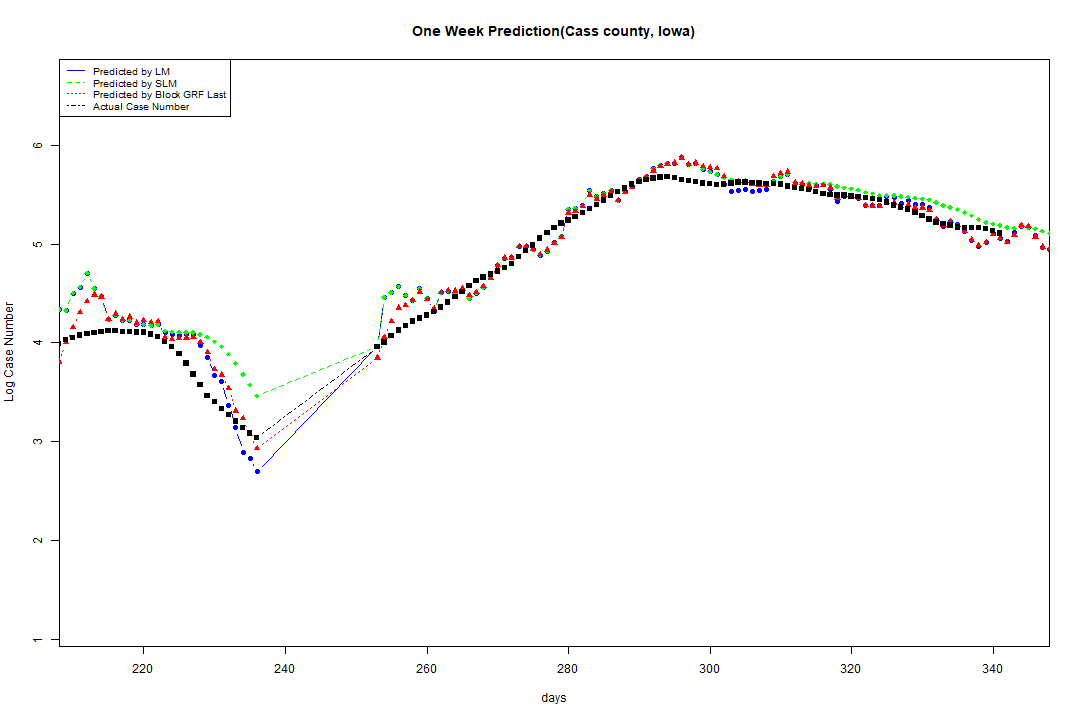 One Week Prediction(Cass county, Iowa)
Predicted by LM
Predicted by SLM
Predicted by Block GRF Last
Actual Case Number
6
5
4
3
2
1
Log Case Number
220 240 260 280 300 320 340
days